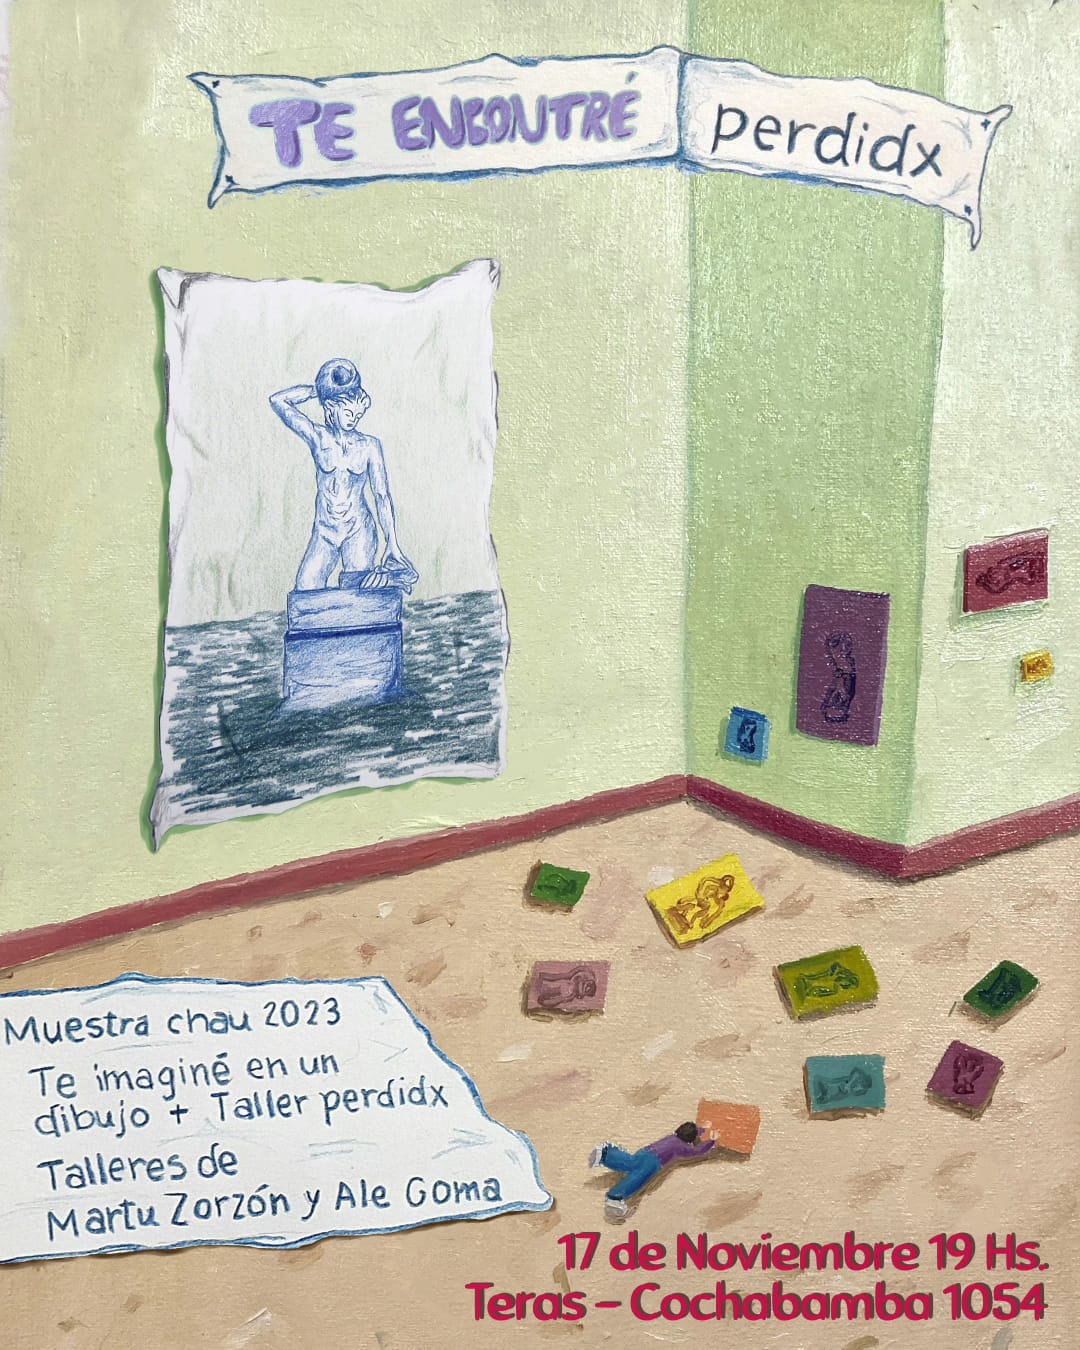 TE ENCONTRÉ perdidx
Muestra chau 2023
Te imaginé en un
dibujo + Taller perdidx
Talleres de
Martu Zorzón y Ale Goma
17 de Noviembre 19 Hs.
Teras – Cochabamba 1054